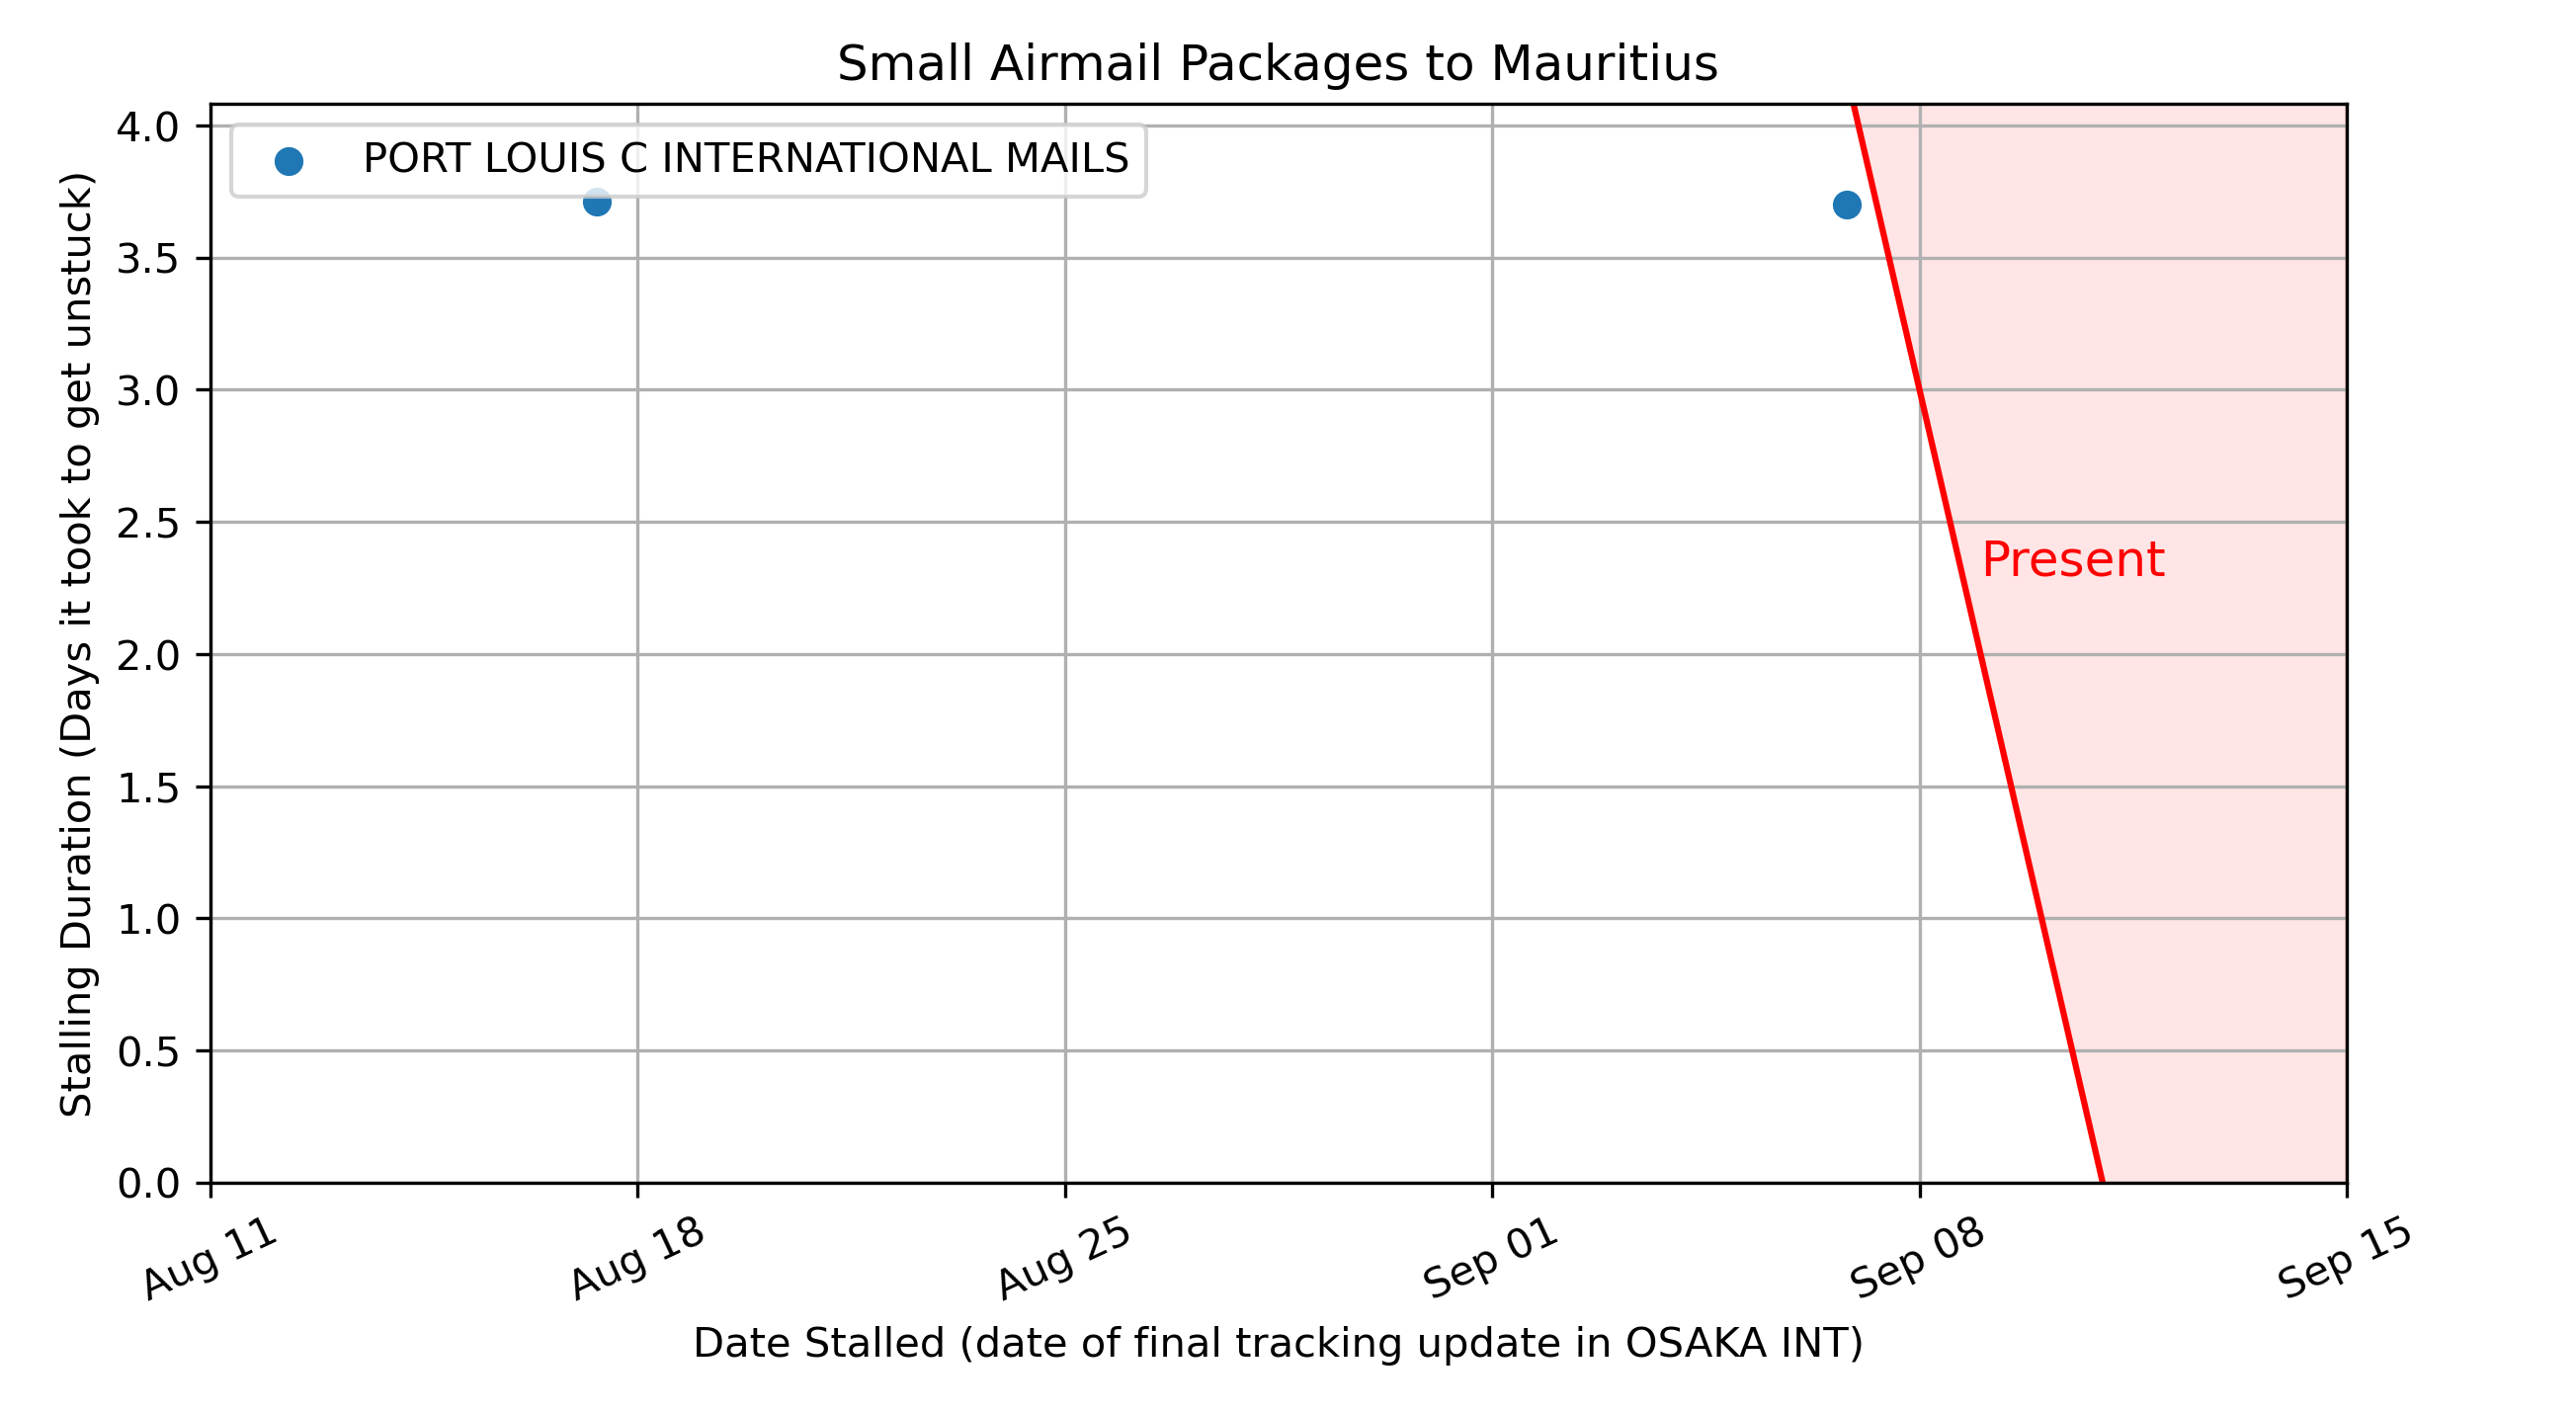 Small Airmail Packages to Mauritius
PORT LOUIS C INTERNATIONAL MAILS
Stalling Duration (Days it took to get unstuck)
4.0
3.5
3.0
2.5
2.0
1.5
1.0
0.5
0.0
Present
Aug 11
Aug 18
Aug 25
Sep 01
Sep 08
Sep 15
Date Stalled (date of final tracking update in OSAKA INT)